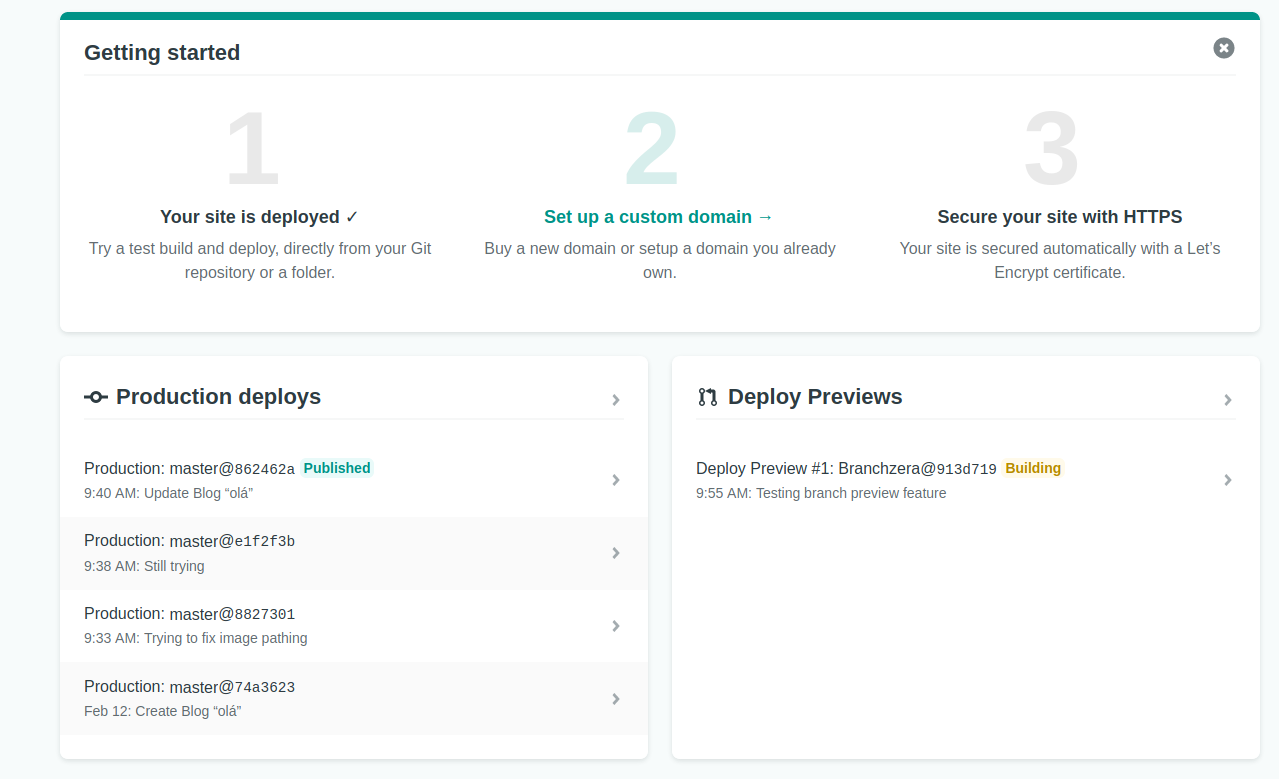 Getting started
1
2
3
Your site is deployed ✓
Try a test build and deploy, directly from your Git
repository or a folder.
Set up a custom domain →
Buy a new domain or setup a domain you already
own.
Secure your site with HTTPS
Your site is secured automatically with a Let’s
Encrypt certificate.
Production deploys
Production: master@862462a Published
9:40 AM: Update Blog “olá”
Production: master@e1f2f3b
9:38 AM: Still trying
Production: master@8827301
9:33 AM: Trying to fix image pathing
Production: master@74a3623
Feb 12: Create Blog “olá”
Deploy Previews
Deploy Preview #1: Branchzera@913d719 Building
9:55 AM: Testing branch preview feature